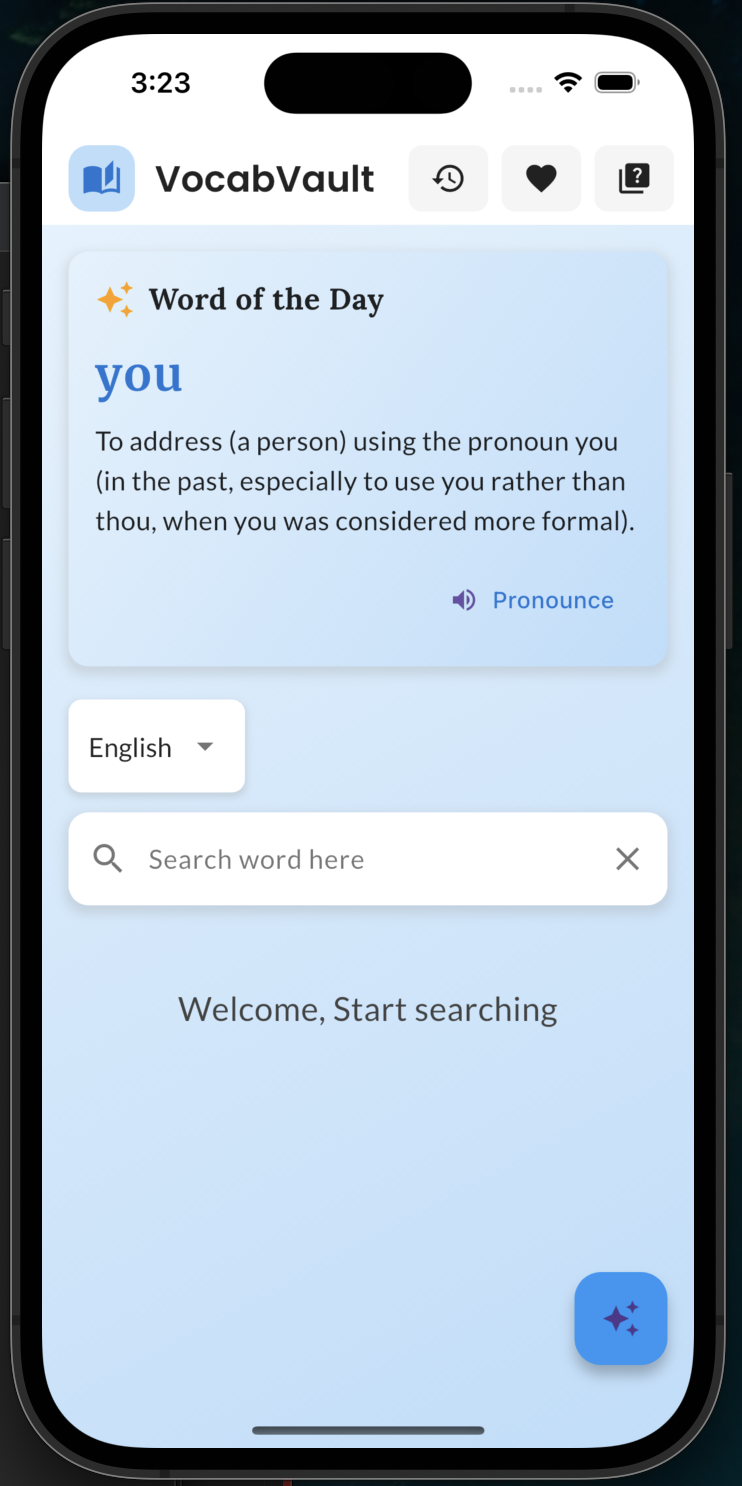 3:23
VocabVault
Word of the Day
you
To address (a person) using the pronoun you
(in the past, especially to use you rather than
thou, when you was considered more formal).
Pronounce
English
Search word here
Welcome, Start searching